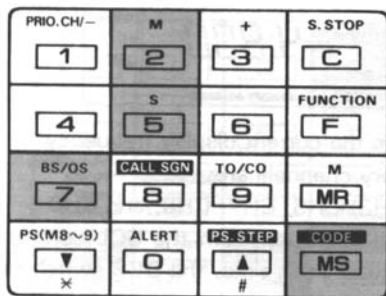 PRIO. CH/− M + S. STOP
1 2 3 C
S FUNCTION
4 5 6 F
BS/OS CALL SGN TO/CO M
7 8 9 MR
PS(M8~9) ALERT PS. STEP CODE
▼ 0 ▲ MS
* #